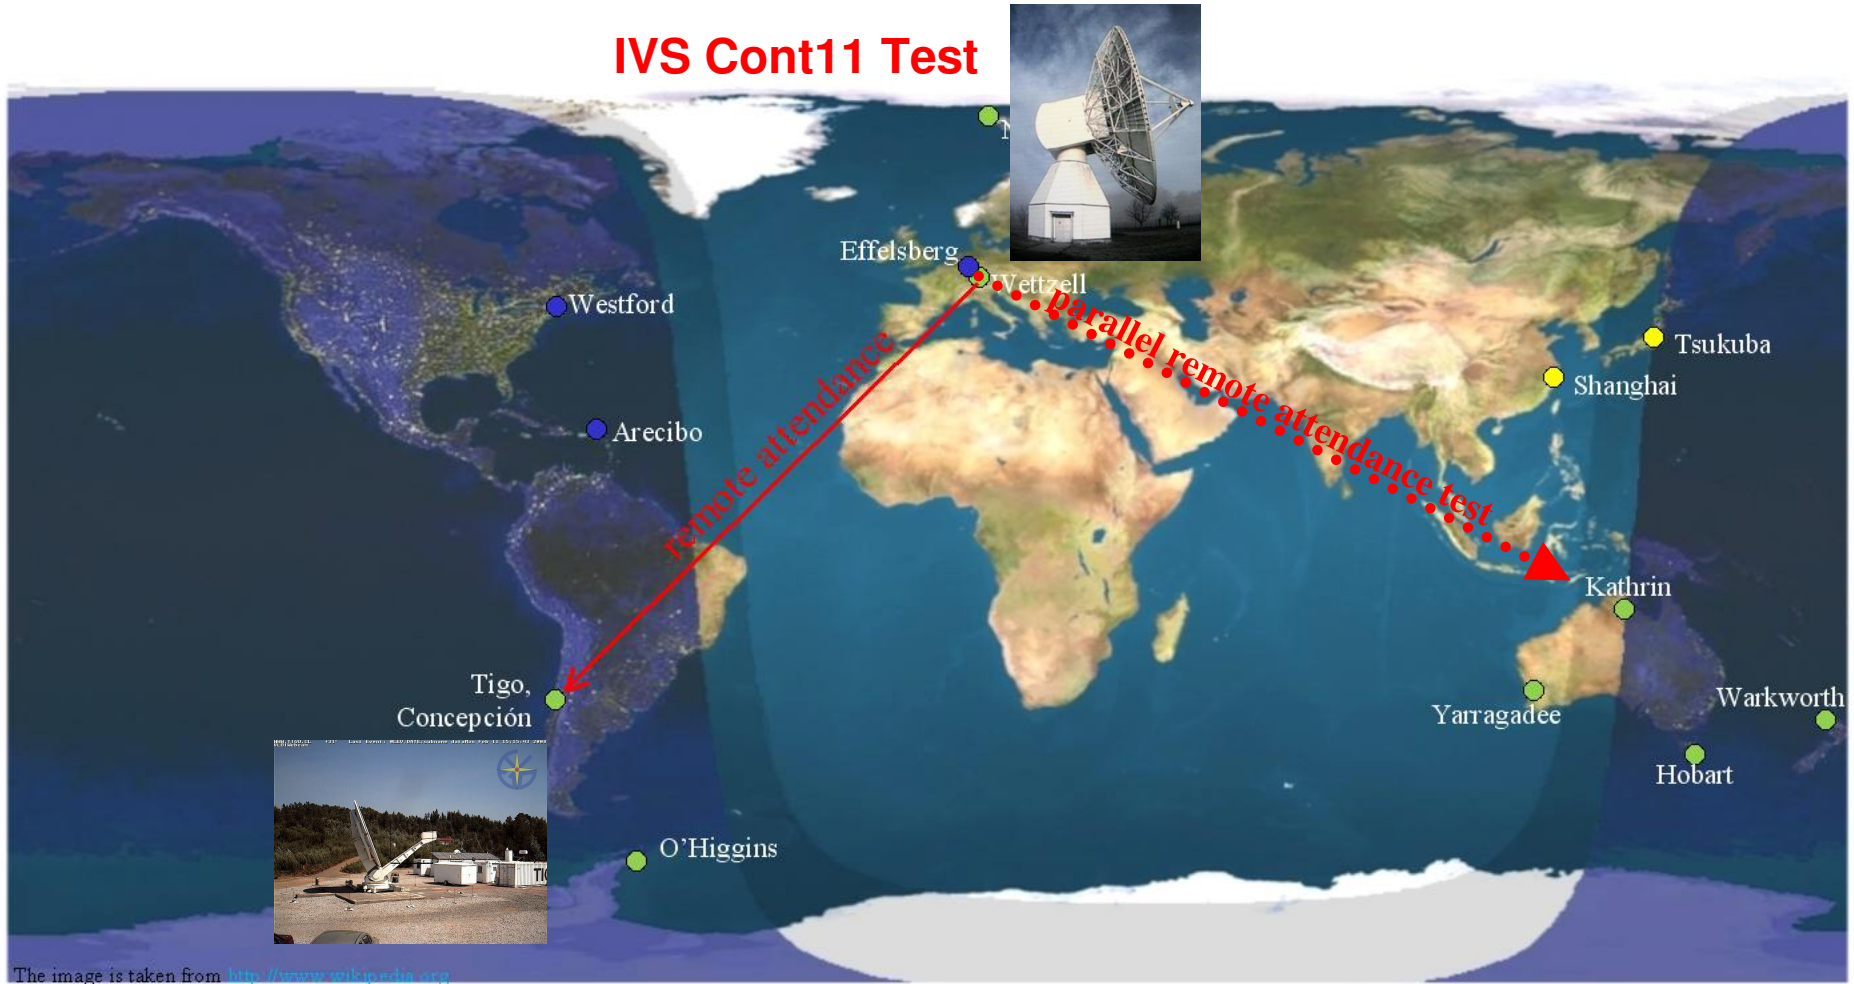 IVS Cont11 Test
N
Effelsberg
Wettzell
Westford
parallel remote attendance test
remote attendance
Tsukuba
Shanghai
Arecibo
Kathrin
Tigo,
Concepción
Yarragadee
Warkworth
Hobart
O’Higgins
TIG
The image is taken from http://www.wikipedia.org